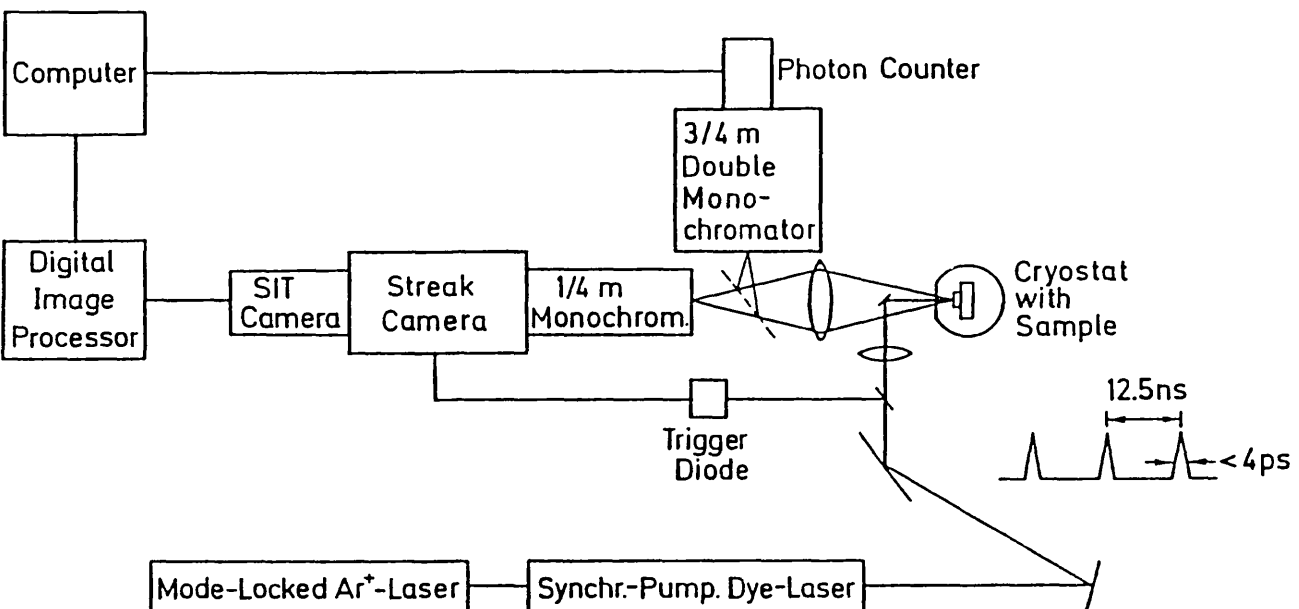 Computer
Photon Counter
3/4 m
Double
Mono-
chromator
Digital
Image
Processor
SIT
Camera
Streak
Camera
1/4 m
Monochrom.
Cryostat
with
Sample
Trigger
Diode
12.5ns
<4ps
Mode-Locked Ar⁺-Laser
Synchr.-Pump. Dye-Laser